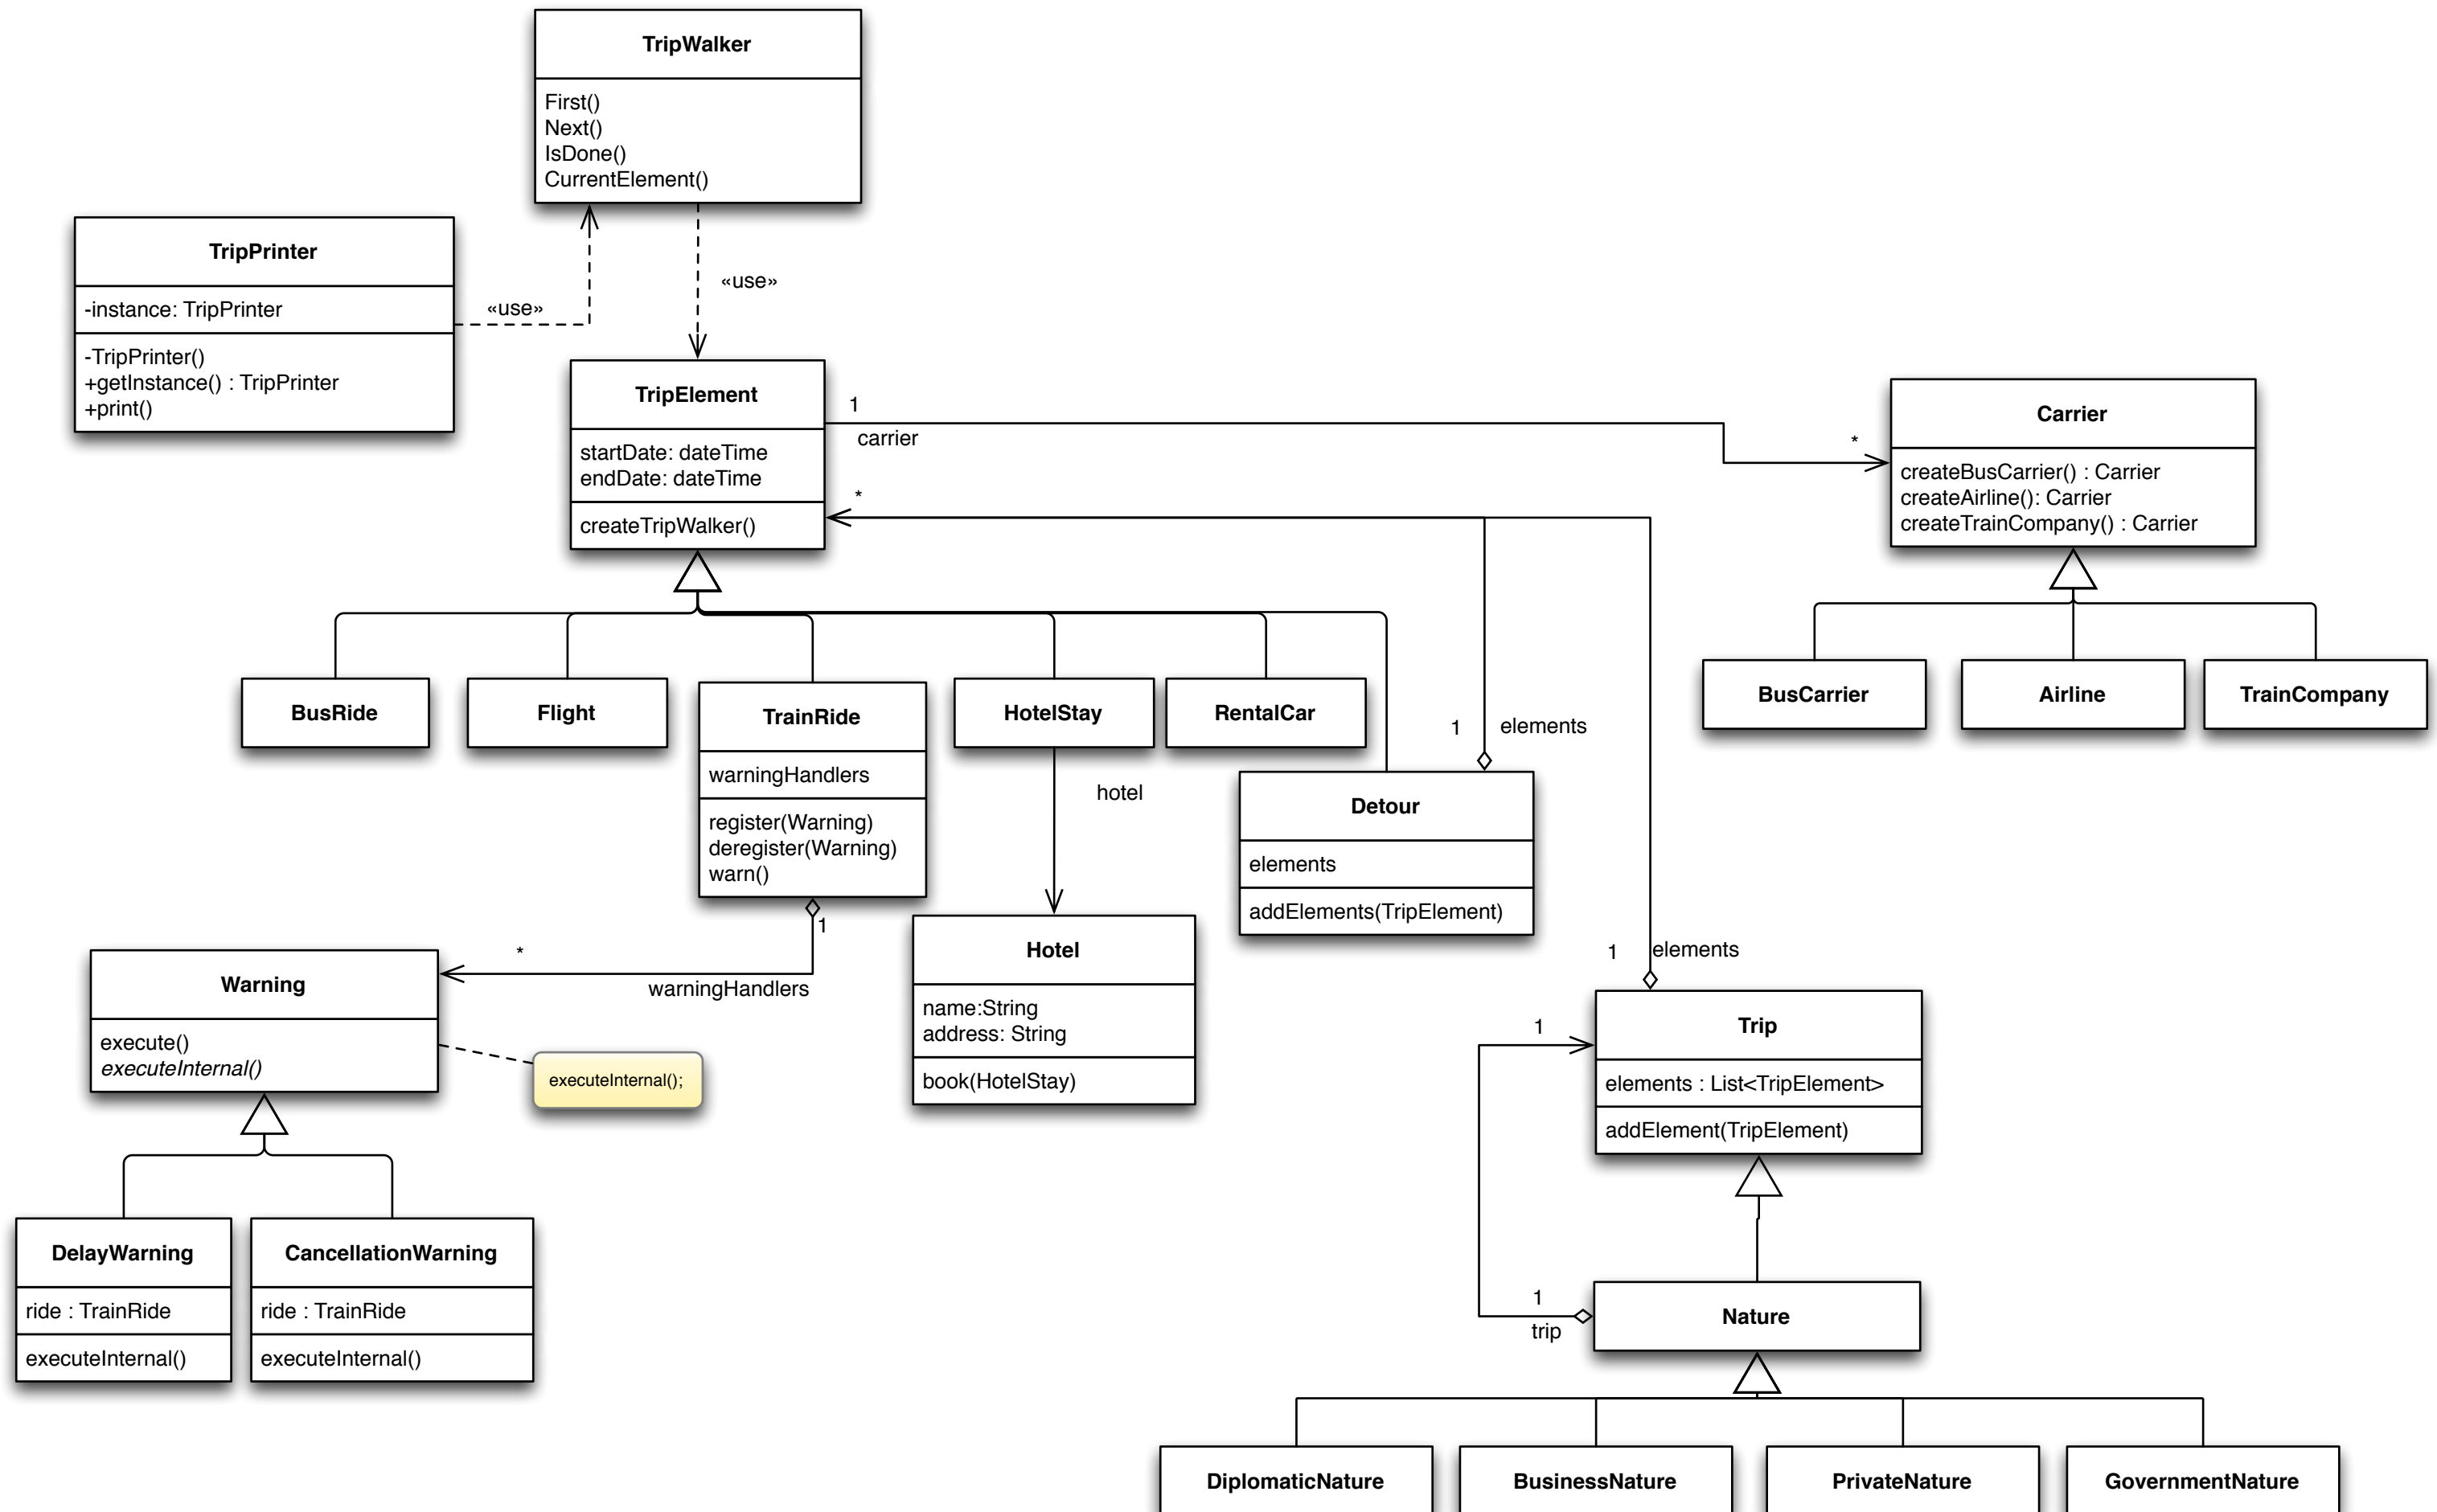 TripWalker
First()
Next()
IsDone()
CurrentElement()
TripPrinter
-instance: TripPrinter
-TripPrinter()
+getInstance() : TripPrinter
+print()
«use»
«use»
TripElement
startDate: dateTime
endDate: dateTime
createTripWalker()
1
carrier
*
*
Carrier
createBusCarrier() : Carrier
createAirline(): Carrier
createTrainCompany() : Carrier
BusRide
Flight
TrainRide
warningHandlers
register(Warning)
deregister(Warning)
warn()
HotelStay
RentalCar
BusCarrier
Airline
TrainCompany
1
elements
hotel
Detour
elements
addElements(TripElement)
1
*
warningHandlers
Hotel
name:String
address: String
book(HotelStay)
Warning
execute()
executeInternal()
executeInternal();
1
elements
Trip
elements : List<TripElement>
addElement(TripElement)
1
1
trip
DelayWarning
ride : TrainRide
executeInternal()
CancellationWarning
ride : TrainRide
executeInternal()
Nature
DiplomaticNature
BusinessNature
PrivateNature
GovernmentNature